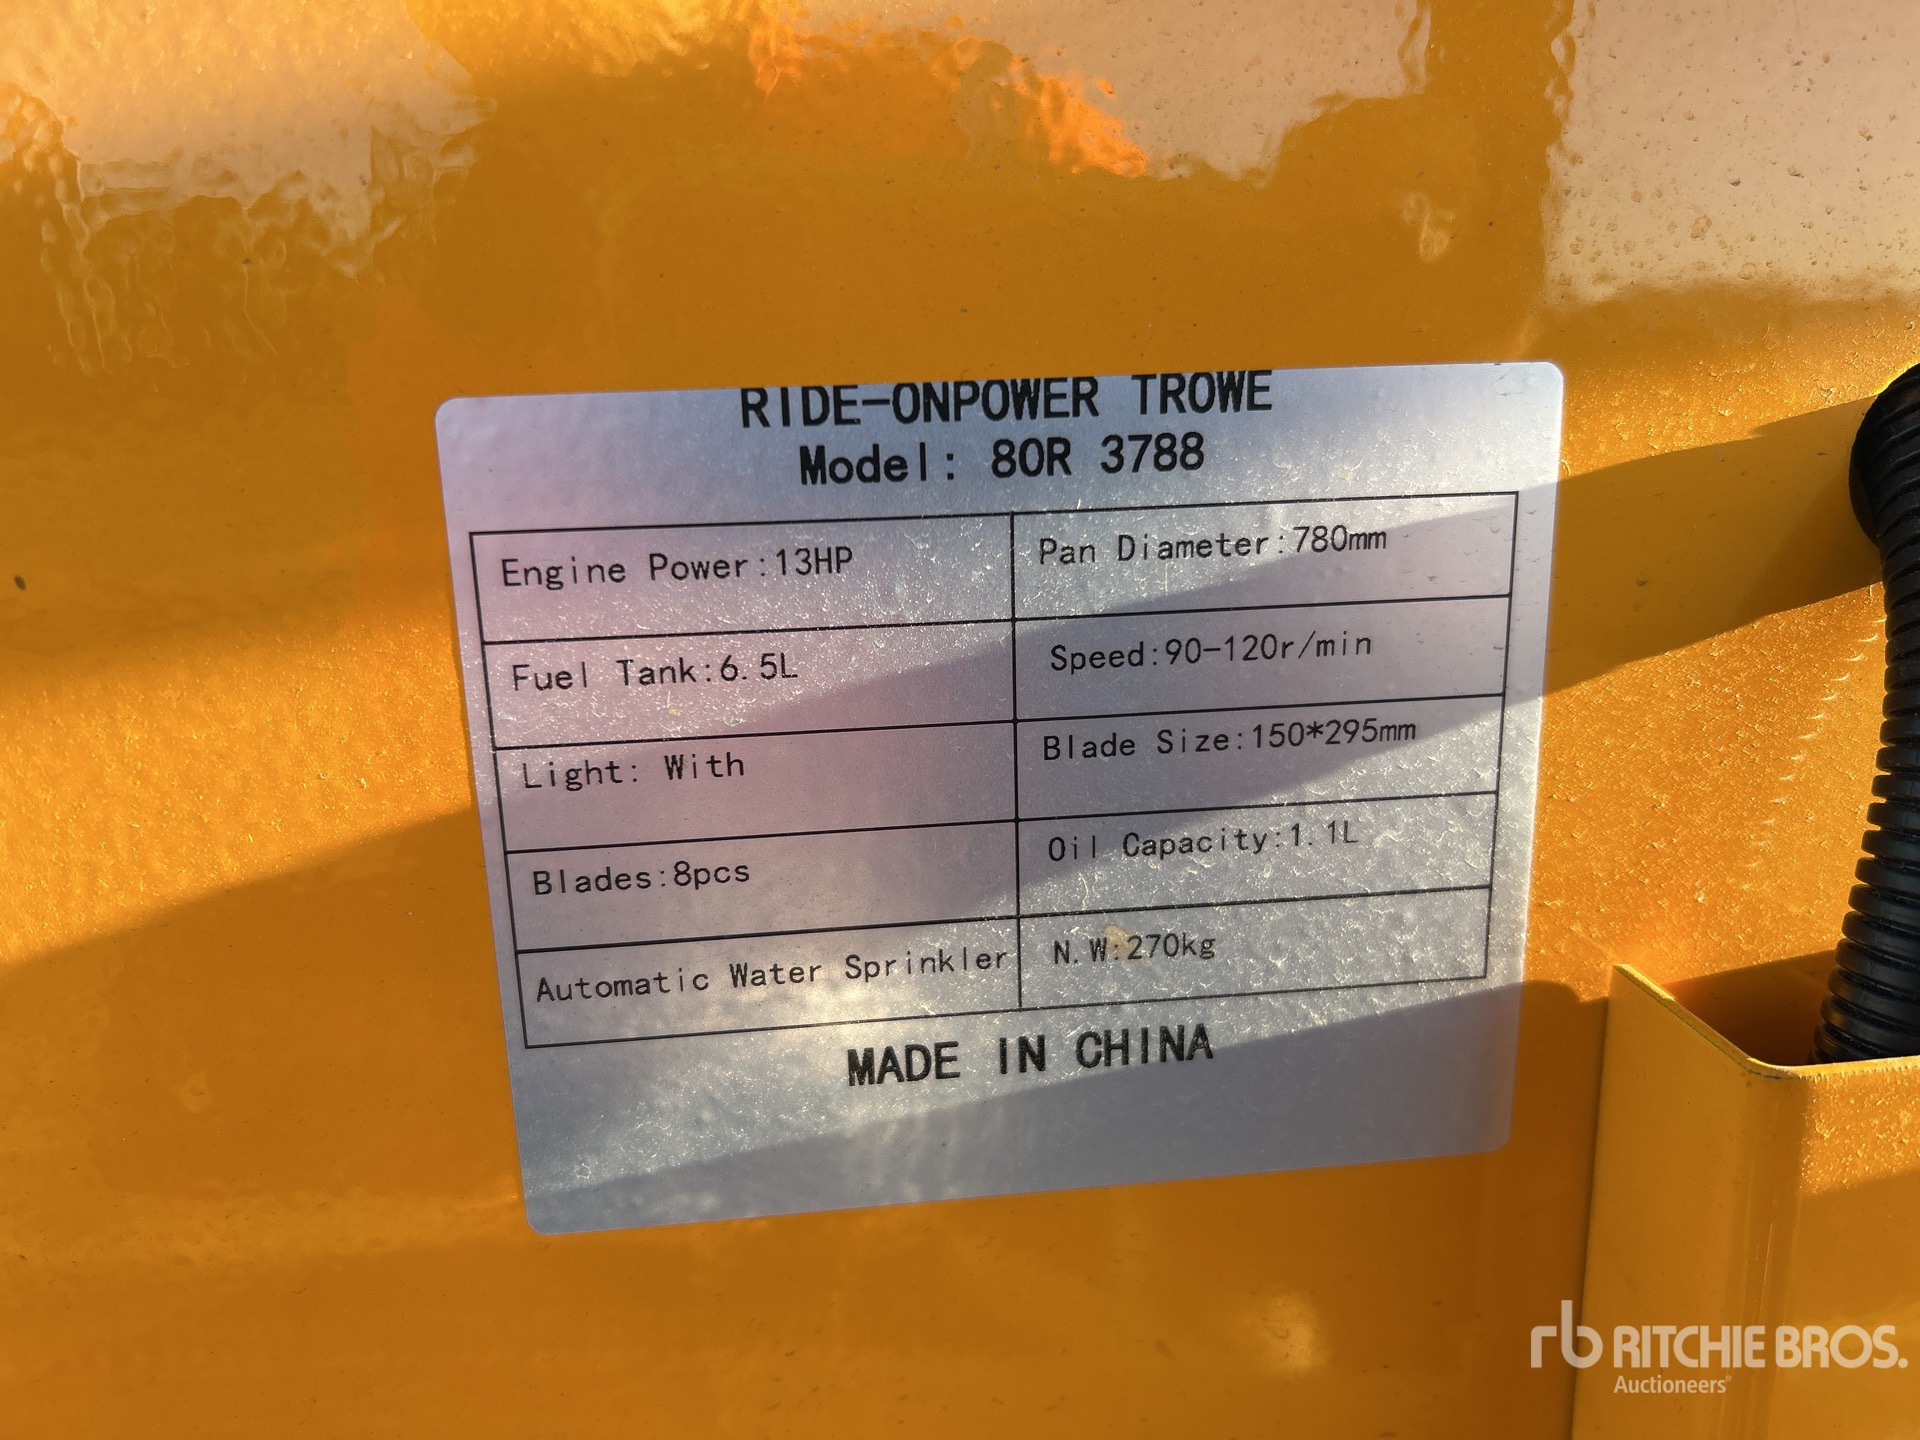 RIDE-ONPOWER TROWE
Model: 80R 3788
Engine Power:13HP
Pan Diameter:780mm
Fuel Tank:6.5L
Speed:90-120r/min
Light: With
Blade Size:150*295mm
Blades:8pcs
Oil Capacity:1.1L
Automatic Water Sprinkler
N.W:270kg
MADE IN CHINA
rb RITCHIE BROS.
Auctioneers